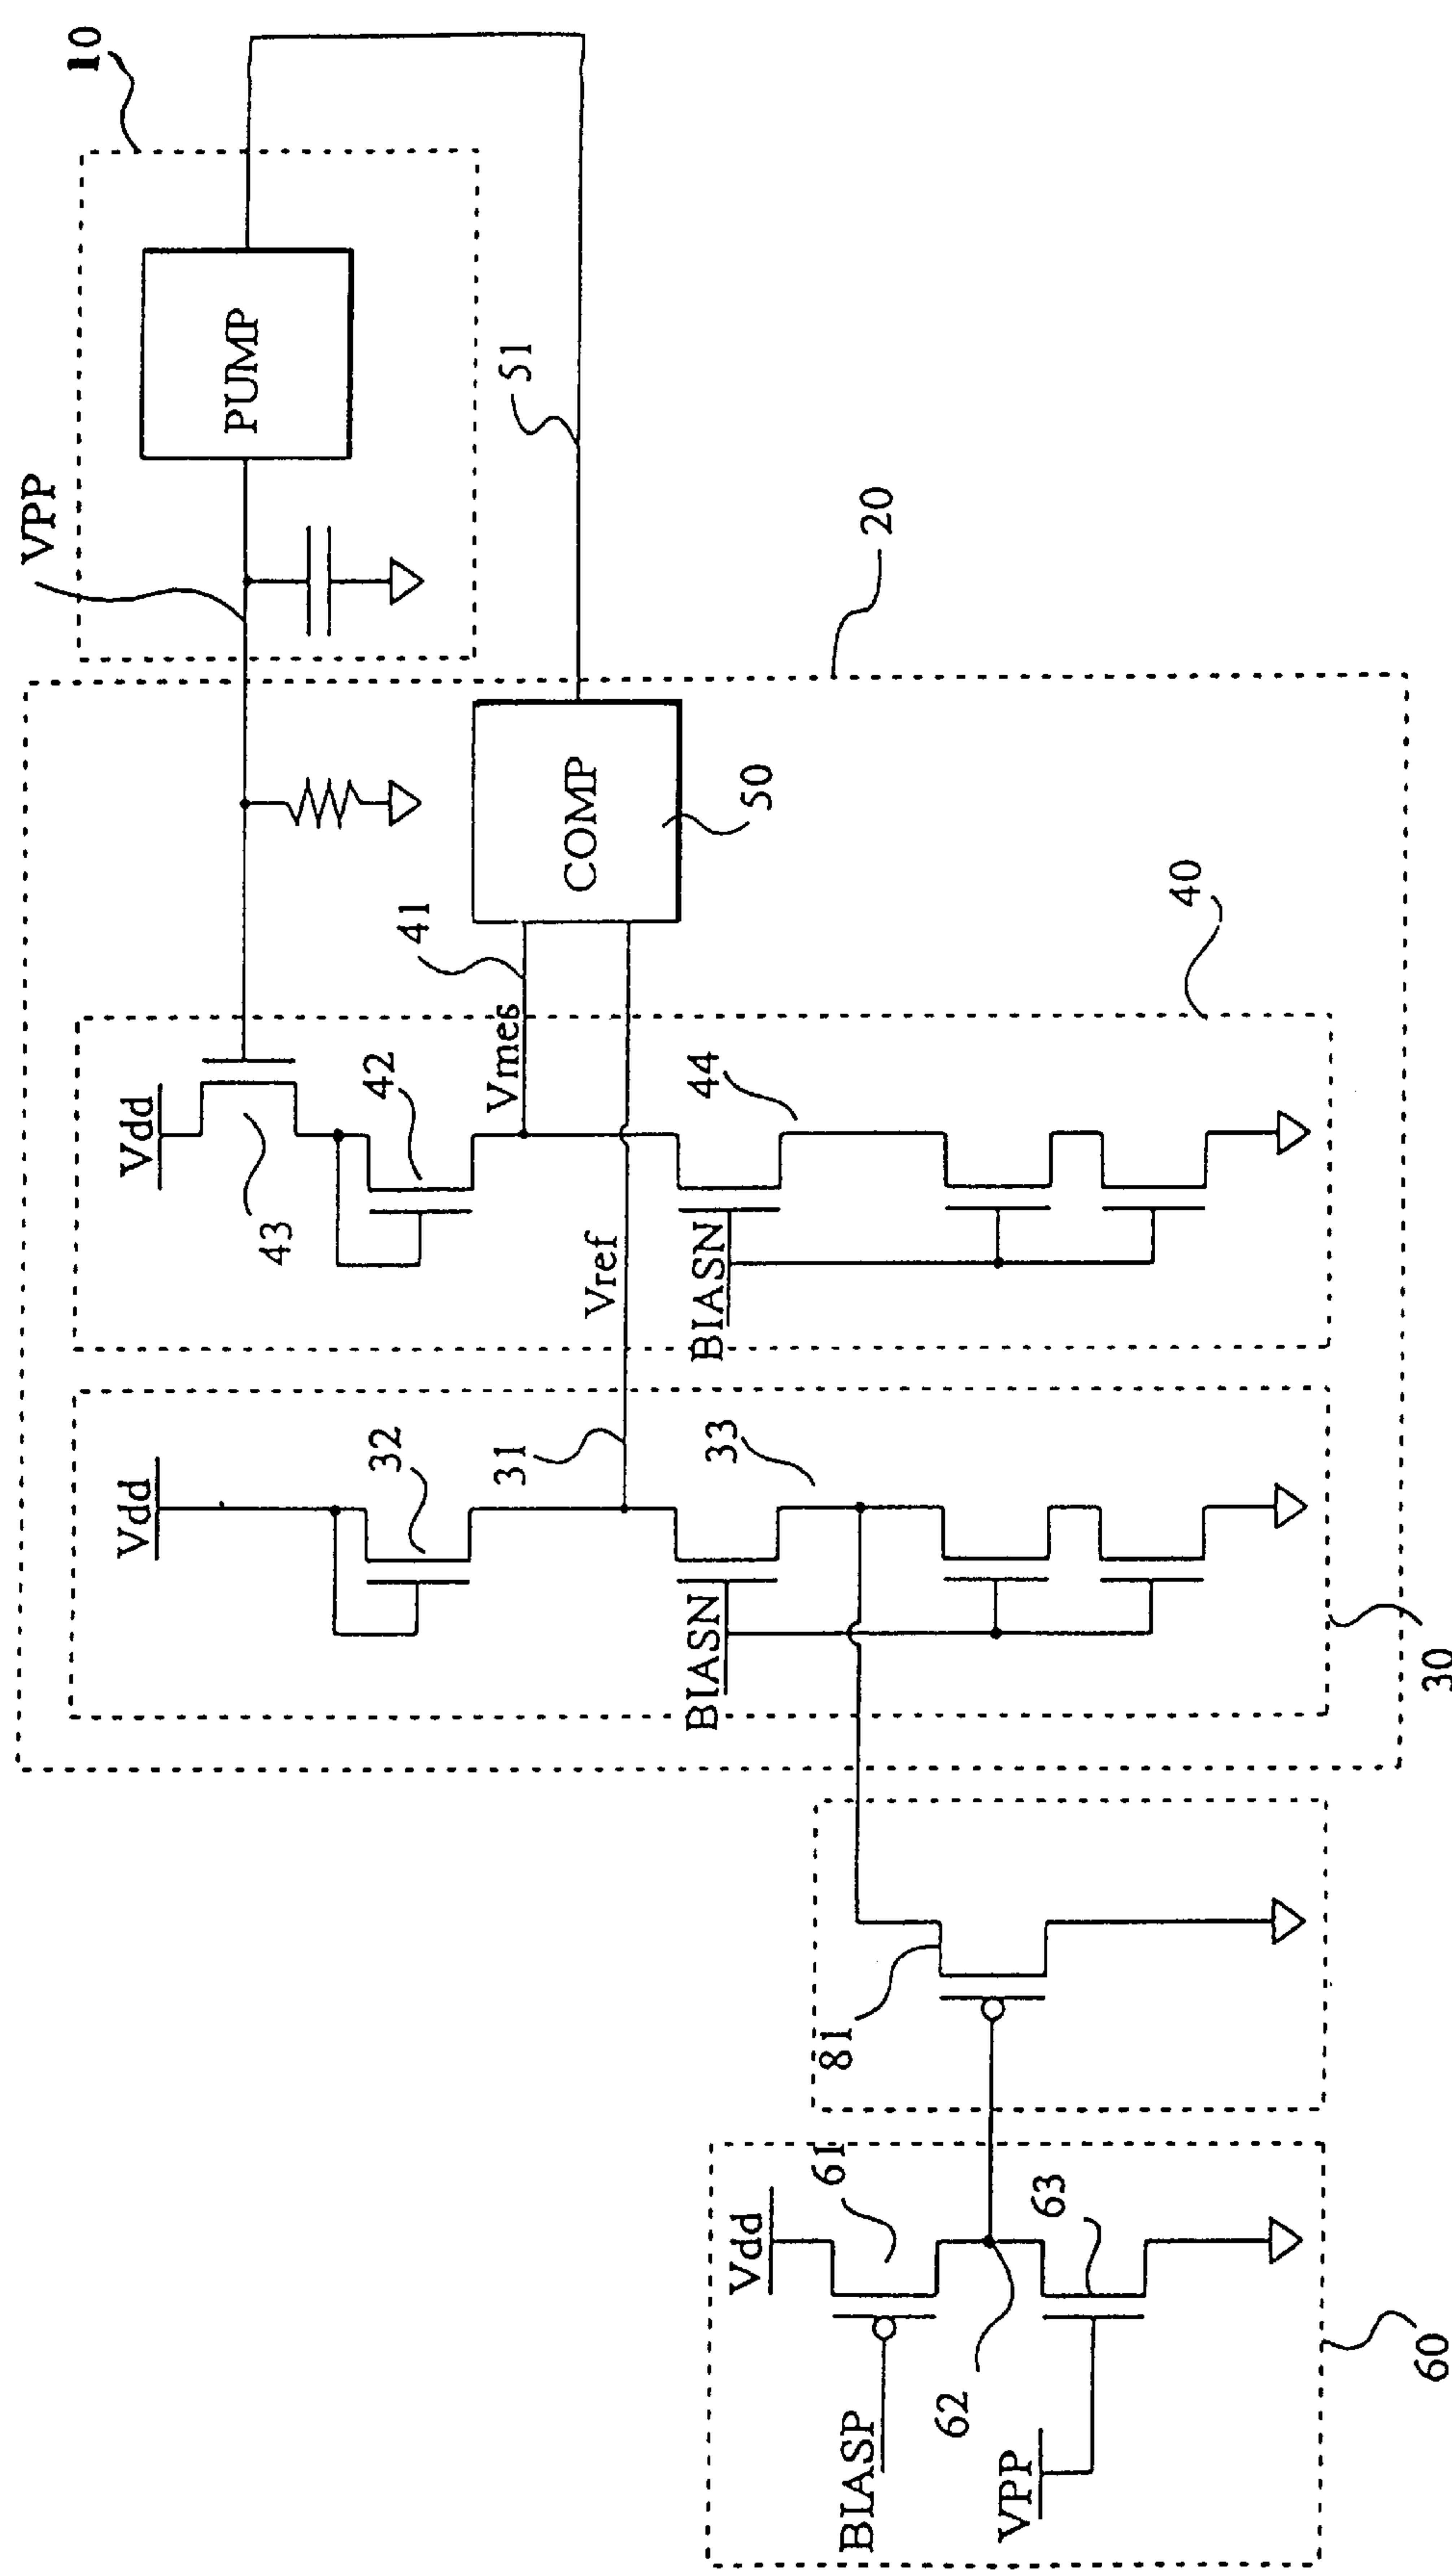 10
VPP
PUMP
51
20
COMP
50
41
40
Vdd
43
42
Vmes
44
BIASN
Vref
Vdd
32
31
33
BIASN
30
81
Vdd
61
63
62
BIASP
VPP
60